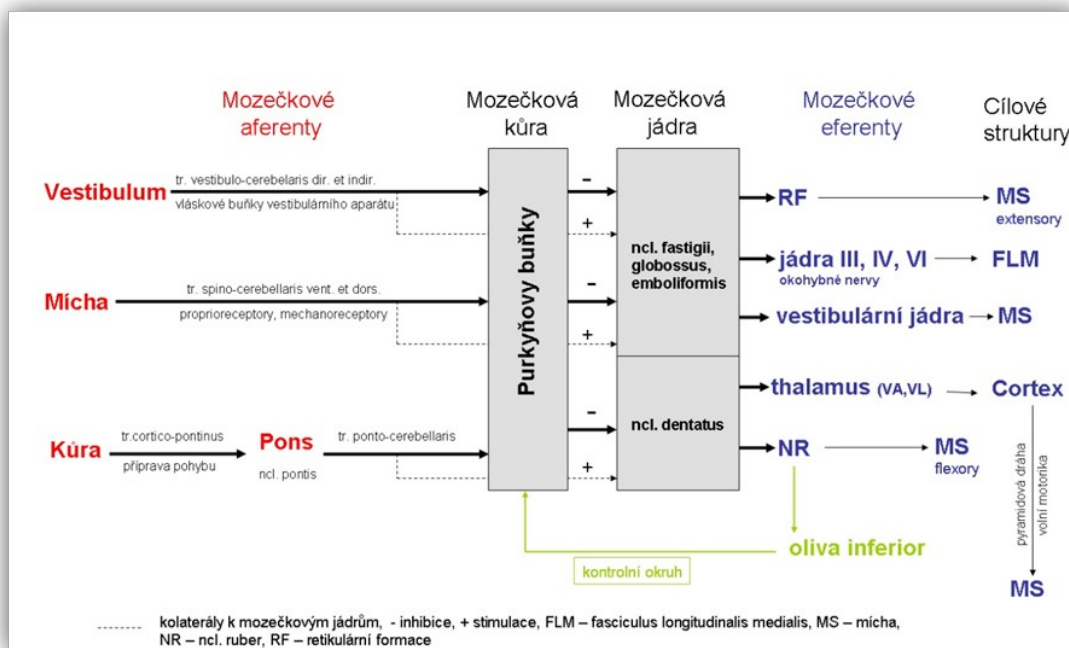 Mozečkové
aferenty
Mozečková
kůra
Mozečková
jádra
Mozečkové
eferenty
Cílové
struktury
Vestibulum
tr. vestibulo-cerebelaris dir. et indir.
vláskové buňky vestibulárního aparátu
Mícha
tr. spino-cerebellaris vent. et dors.
proprioreceptory, mechanoreceptory
Kůra
tr.cortico-pontinus
příprava pohybu
Pons
ncl. pontis
tr. ponto-cerebellaris
Purkyňovy buňky
-
+
-
+
-
+
ncl. fastigii,
globossus,
emboliformis
ncl. dentatus
RF
MS
extensory
jádra III, IV, VI
okohybné nervy
FLM
vestibulární jádra
MS
thalamus (VA,VL)
Cortex
NR
MS
flexory
pyramidová dráha
volní motorika
oliva inferior
kontrolní okruh
MS
kolaterály k mozečkovým jádrům, - inhibice, + stimulace, FLM – fasciculus longitudinalis medialis, MS – mícha,
NR – ncl. ruber, RF – retikulární formace